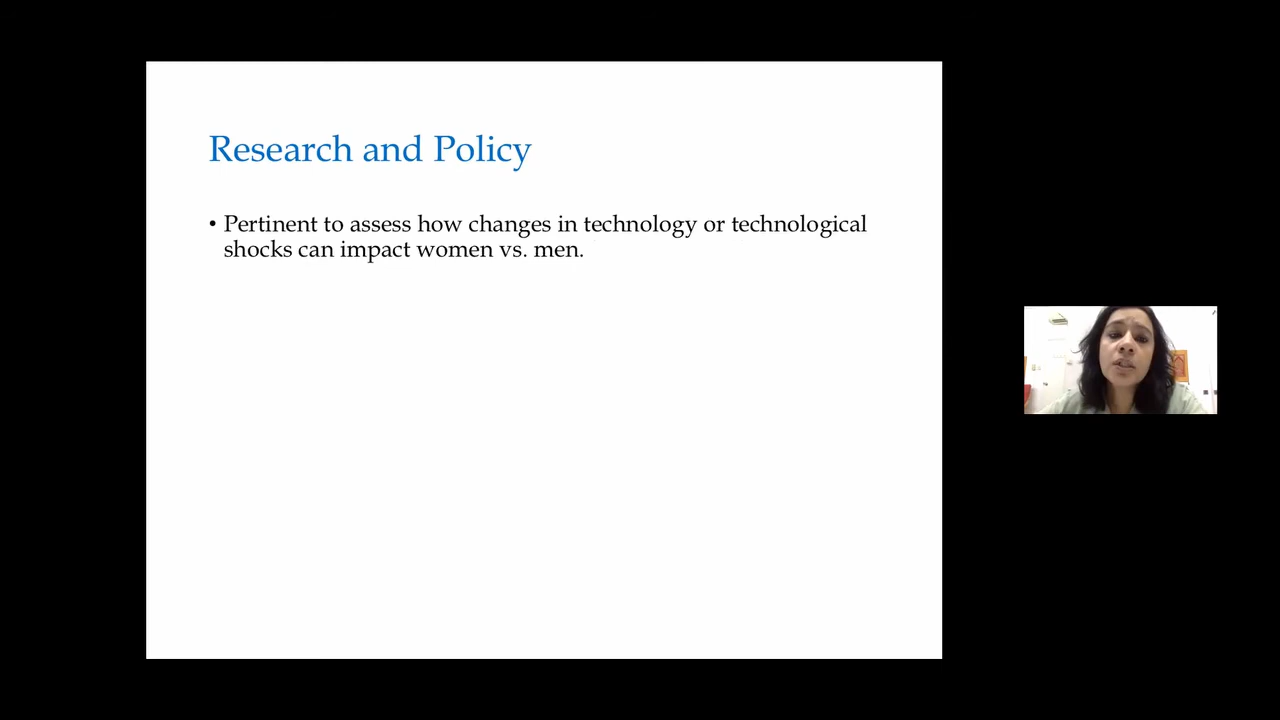 Research and Policy
• Pertinent to assess how changes in technology or technological
shocks can impact women vs. men.